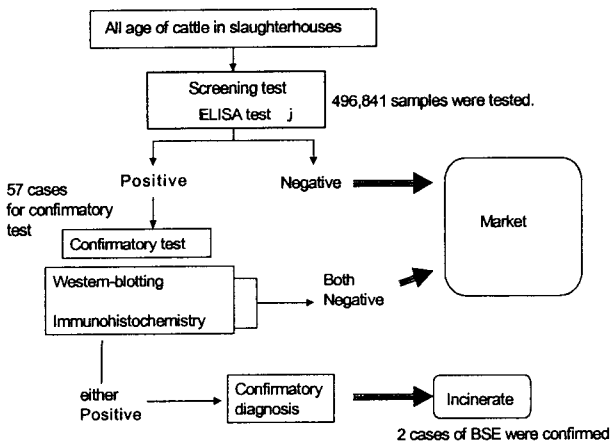 All age of cattle in slaughterhouses
Screening test
ELISA test j
496,841 samples were tested.
Positive
Negative
57 cases
for confirmatory
test
Market
Confirmatory test
Western-blotting
Immunohistochemistry
Both
Negative
either
Positive
Confirmatory
diagnosis
Incinerate
2 cases of BSE were confirmed